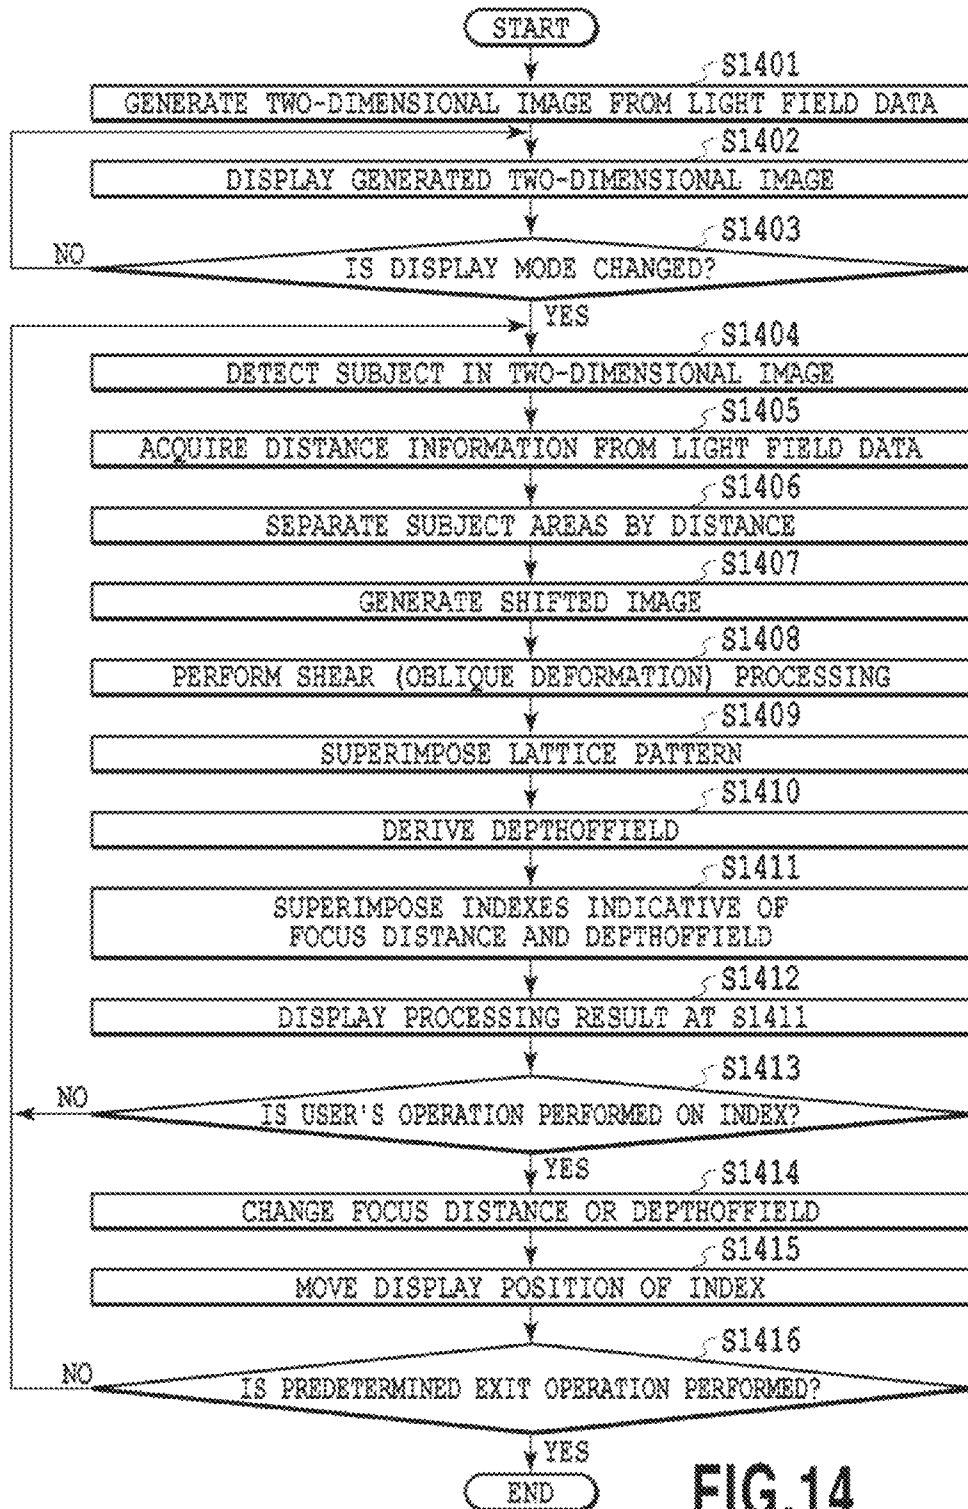 START
S1401
GENERATE TWO-DIMENSIONAL IMAGE FROM LIGHT FIELD DATA
S1402
DISPLAY GENERATED TWO-DIMENSIONAL IMAGE
S1403
NO
IS DISPLAY MODE CHANGED?
YES
S1404
DETECT SUBJECT IN TWO-DIMENSIONAL IMAGE
S1405
ACQUIRE DISTANCE INFORMATION FROM LIGHT FIELD DATA
S1406
SEPARATE SUBJECT AREAS BY DISTANCE
S1407
GENERATE SHIFTED IMAGE
S1408
PERFORM SHEAR (OBLIQUE DEFORMATION) PROCESSING
S1409
SUPERIMPOSE LATTICE PATTERN
S1410
DERIVE DEPTHOFFIELD
S1411
SUPERIMPOSE INDEXES INDICATIVE OF
FOCUS DISTANCE AND DEPTHOFFIELD
S1412
DISPLAY PROCESSING RESULT AT S1411
S1413
NO
IS USER'S OPERATION PERFORMED ON INDEX?
YES
S1414
CHANGE FOCUS DISTANCE OR DEPTHOFFIELD
S1415
MOVE DISPLAY POSITION OF INDEX
S1416
NO
IS PREDETERMINED EXIT OPERATION PERFORMED?
YES
END
FIG.14